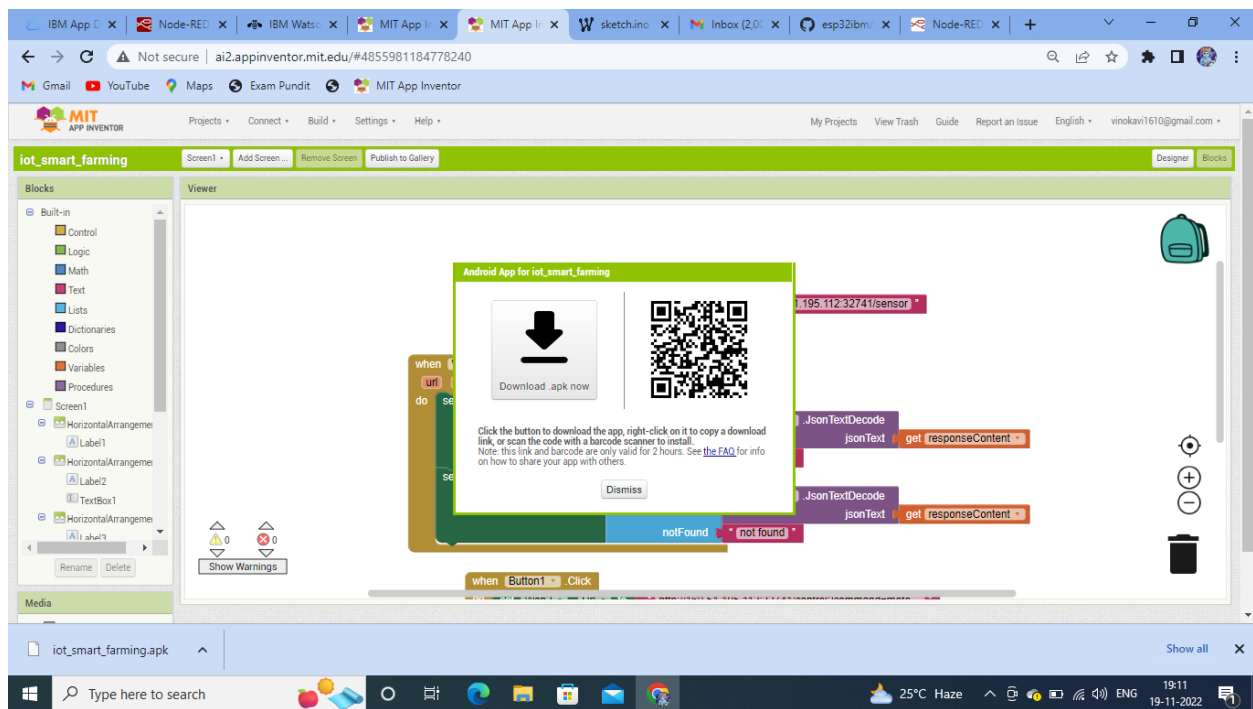 IBM App D
Node-RED
IBM Watso
MIT App In
MIT App In
sketch.ino
Inbox (2,00
esp32ibm/
Node-RED
Not secure | ai2.appinventor.mit.edu/#4855981184778240
Gmail YouTube Maps Exam Pundit MIT App Inventor
MIT
APP INVENTOR
Projects Connect Build Settings Help My Projects View Trash Guide Report an Issue English vinokavi1610@gmail.com
iot_smart_farming Screen1 Add Screen ... Remove Screen Publish to Gallery Designer Blocks
Blocks Viewer
Built-in
Control
Logic
Math
Text
Lists
Dictionaries
Colors
Variables
Procedures
Screen1
HorizontalArrangemen
Label1
HorizontalArrangemen
Label2
TextBox1
HorizontalArrangemen
Label3
Rename Delete
Media
Android App for iot_smart_farming
Download .apk now
Click the button to download the app, right-click on it to copy a download
link, or scan the code with a barcode scanner to install.
Note: this link and barcode are only valid for 2 hours. See the FAQ for info
on how to share your app with others.
Dismiss
1.195.112:32741/sensor "
when
url
do se
.JsonTextDecode
jsonText get responseContent
se
.JsonTextDecode
jsonText get responseContent
notFound " not found "
when Button1 .Click
0 0
Show Warnings
iot_smart_farming.apk Show all
Type here to search 25°C Haze ENG 19:11
19-11-2022
1